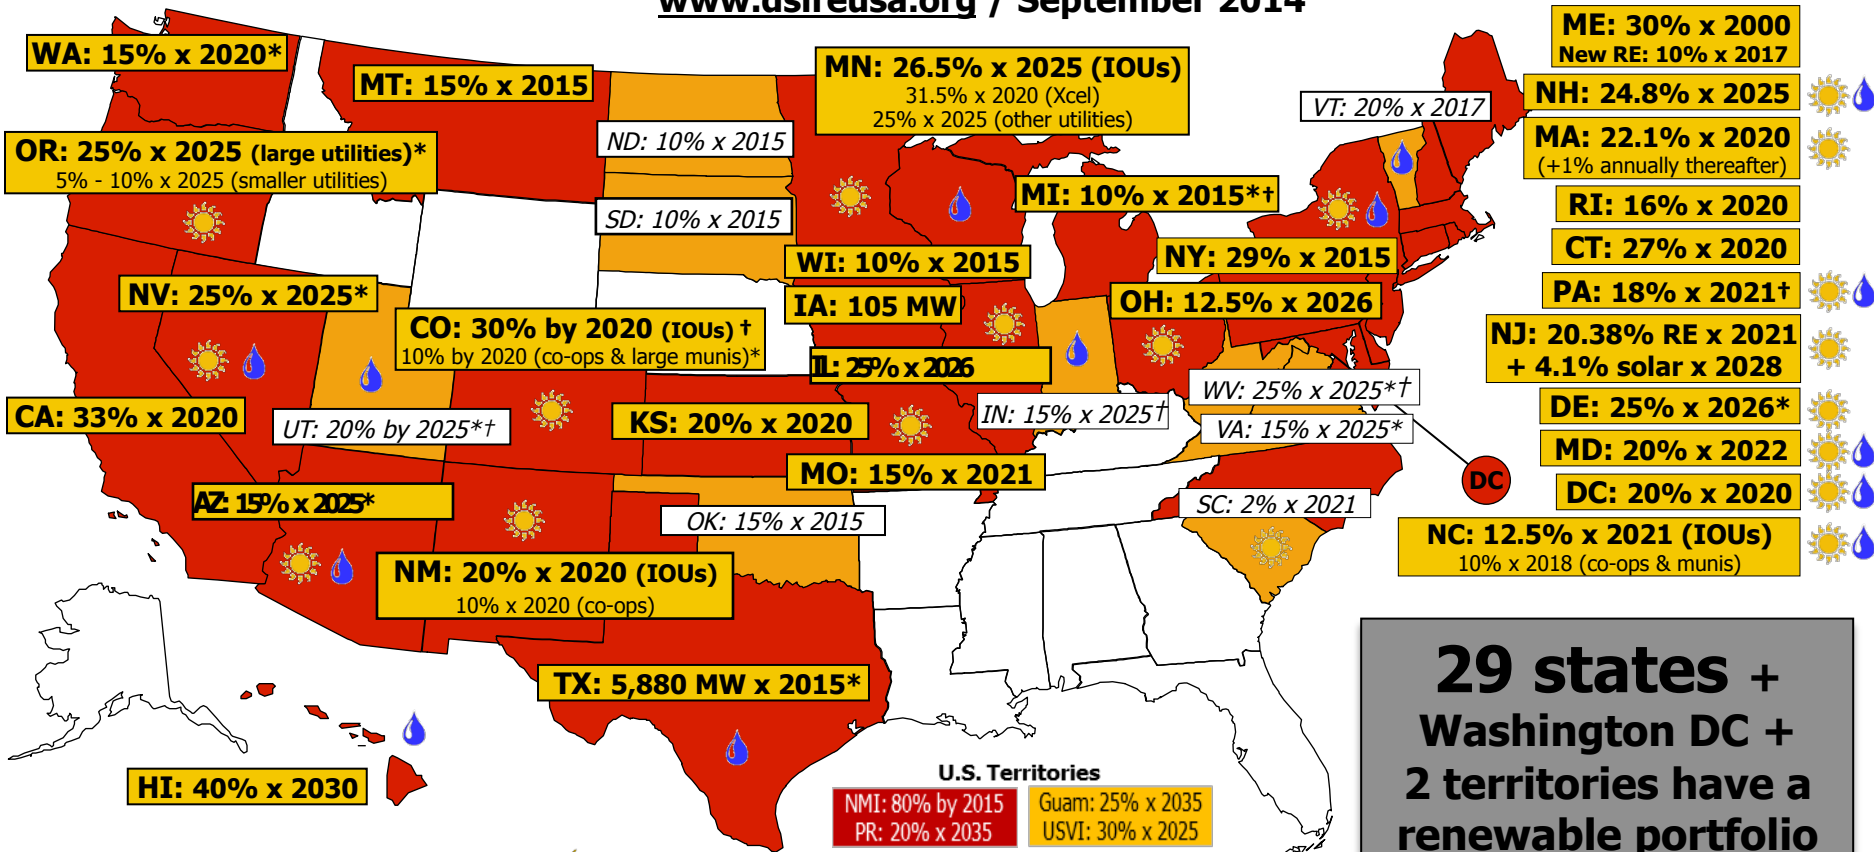 www.dsireusa.org / September 2014
WA: 15% x 2020*
MT: 15% x 2015
MN: 26.5% x 2025 (IOUs)
31.5% x 2020 (Xcel)
25% x 2025 (other utilities)
ME: 30% x 2000
New RE: 10% x 2017
VT: 20% x 2017
NH: 24.8% x 2025
OR: 25% x 2025 (large utilities)*
5% - 10% x 2025 (smaller utilities)
ND: 10% x 2015
MA: 22.1% x 2020
(+1% annually thereafter)
SD: 10% x 2015
MI: 10% x 2015*†
RI: 16% x 2020
WI: 10% x 2015
NY: 29% x 2015
CT: 27% x 2020
NV: 25% x 2025*
IA: 105 MW
OH: 12.5% x 2026
PA: 18% x 2021†
CO: 30% by 2020 (IOUs) †
10% by 2020 (co-ops & large munis)*
NJ: 20.38% RE x 2021
+ 4.1% solar x 2028
IL: 25% x 2026
WV: 25% x 2025*†
CA: 33% x 2020
UT: 20% by 2025*†
KS: 20% x 2020
IN: 15% x 2025†
VA: 15% x 2025*
DE: 25% x 2026*
MD: 20% x 2022
MO: 15% x 2021
DC
DC: 20% x 2020
AZ: 15% x 2025*
OK: 15% x 2015
SC: 2% x 2021
NC: 12.5% x 2021 (IOUs)
10% x 2018 (co-ops & munis)
NM: 20% x 2020 (IOUs)
10% x 2020 (co-ops)
TX: 5,880 MW x 2015*
HI: 40% x 2030
U.S. Territories
NMI: 80% by 2015
PR: 20% x 2035
Guam: 25% x 2035
USVI: 30% x 2025
29 states +
Washington DC +
2 territories have a
renewable portfolio